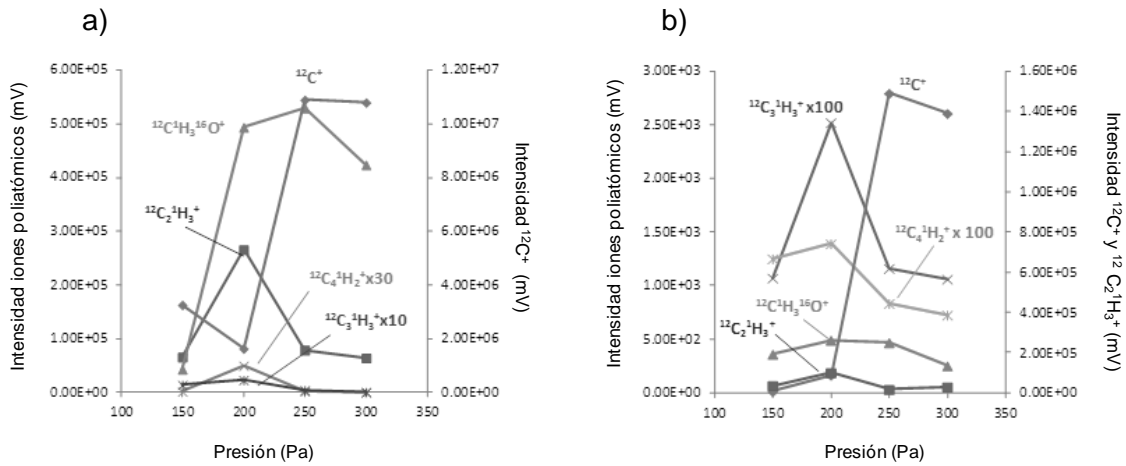 a)
Intensidad iones poliatómicos (mV)
6.00E+05
5.00E+05
4.00E+05
3.00E+05
2.00E+05
1.00E+05
0.00E+00
¹²C⁺
¹²C¹H₃¹⁶O⁺
¹²C₂¹H₃⁺
¹²C₄¹H₂⁺x30
¹²C₃¹H₃⁺x10
1.20E+07
1.00E+07
8.00E+06
6.00E+06
4.00E+06
2.00E+06
0.00E+00
Intensidad ¹²C⁺ (mV)
100 150 200 250 300 350
Presión (Pa)
b)
Intensidad iones poliatómicos (mV)
3.00E+03
2.50E+03
2.00E+03
1.50E+03
1.00E+03
5.00E+02
0.00E+00
¹²C⁺
¹²C₃¹H₃⁺x100
¹²C₄¹H₂⁺ x 100
¹²C¹H₃¹⁶O⁺
¹²C₂¹H₃⁺
1.60E+06
1.40E+06
1.20E+06
1.00E+06
8.00E+05
6.00E+05
4.00E+05
2.00E+05
0.00E+00
Intensidad ¹²C⁺ y ¹² C₂¹H₃⁺ (mV)
100 150 200 250 300 350
Presión (Pa)